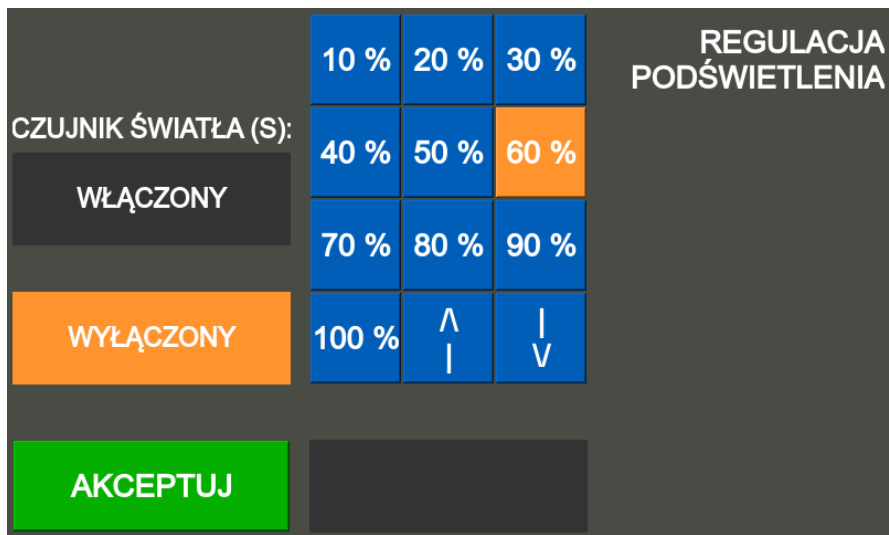 REGULACJA
PODŚWIETLENIA
CZUJNIK ŚWIATŁA (S):
WŁĄCZONY
WYŁĄCZONY
AKCEPTUJ
10 % 20 % 30 %
40 % 50 % 60 %
70 % 80 % 90 %
100 %